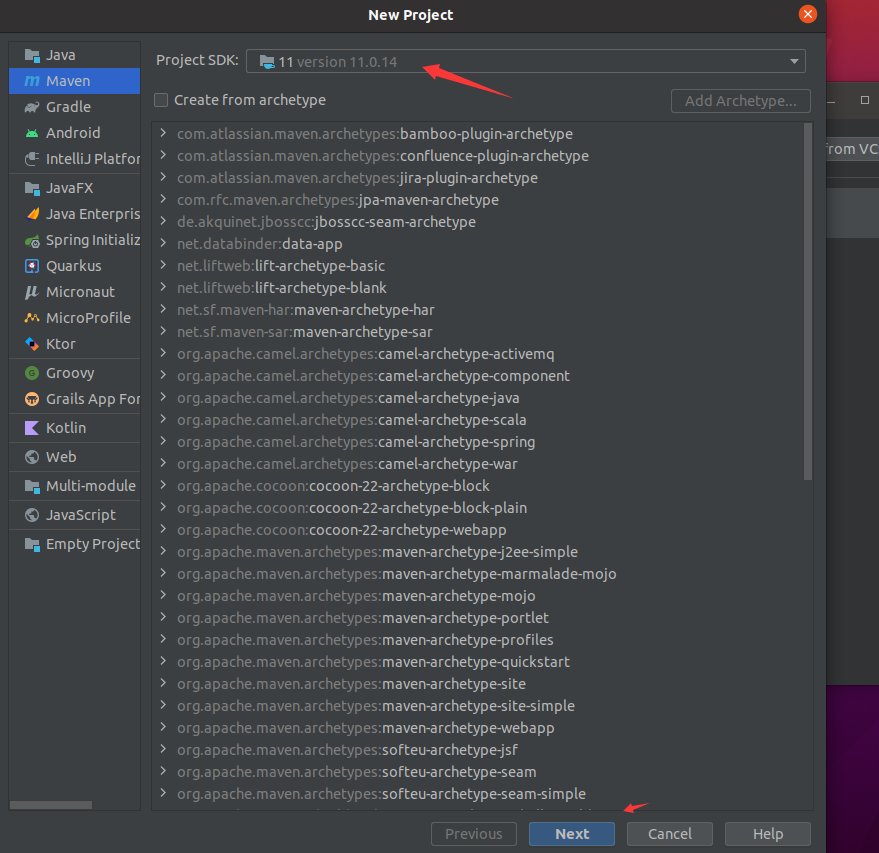 New Project
Java
Maven
Gradle
Android
IntelliJ Platfor
JavaFX
Java Enterpris
Spring Initializ
Quarkus
Micronaut
MicroProfile
Ktor
Groovy
Grails App For
Kotlin
Web
Multi-module
JavaScript
Empty Project
Project SDK: 11 version 11.0.14
Create from archetype
Add Archetype...
com.atlassian.maven.archetypes:bamboo-plugin-archetype
com.atlassian.maven.archetypes:confluence-plugin-archetype
com.atlassian.maven.archetypes:jira-plugin-archetype
com.rfc.maven.archetypes:jpa-maven-archetype
de.akquinet.jbosscc:jbosscc-seam-archetype
net.databinder:data-app
net.liftweb:lift-archetype-basic
net.liftweb:lift-archetype-blank
net.sf.maven-har:maven-archetype-har
net.sf.maven-sar:maven-archetype-sar
org.apache.camel.archetypes:camel-archetype-activemq
org.apache.camel.archetypes:camel-archetype-component
org.apache.camel.archetypes:camel-archetype-java
org.apache.camel.archetypes:camel-archetype-scala
org.apache.camel.archetypes:camel-archetype-spring
org.apache.camel.archetypes:camel-archetype-war
org.apache.cocoon:cocoon-22-archetype-block
org.apache.cocoon:cocoon-22-archetype-block-plain
org.apache.cocoon:cocoon-22-archetype-webapp
org.apache.maven.archetypes:maven-archetype-j2ee-simple
org.apache.maven.archetypes:maven-archetype-marmalade-mojo
org.apache.maven.archetypes:maven-archetype-mojo
org.apache.maven.archetypes:maven-archetype-portlet
org.apache.maven.archetypes:maven-archetype-profiles
org.apache.maven.archetypes:maven-archetype-quickstart
org.apache.maven.archetypes:maven-archetype-site
org.apache.maven.archetypes:maven-archetype-site-simple
org.apache.maven.archetypes:maven-archetype-webapp
org.apache.maven.archetypes:softeu-archetype-jsf
org.apache.maven.archetypes:softeu-archetype-seam
org.apache.maven.archetypes:softeu-archetype-seam-simple
Previous
Next
Cancel
Help
from VC